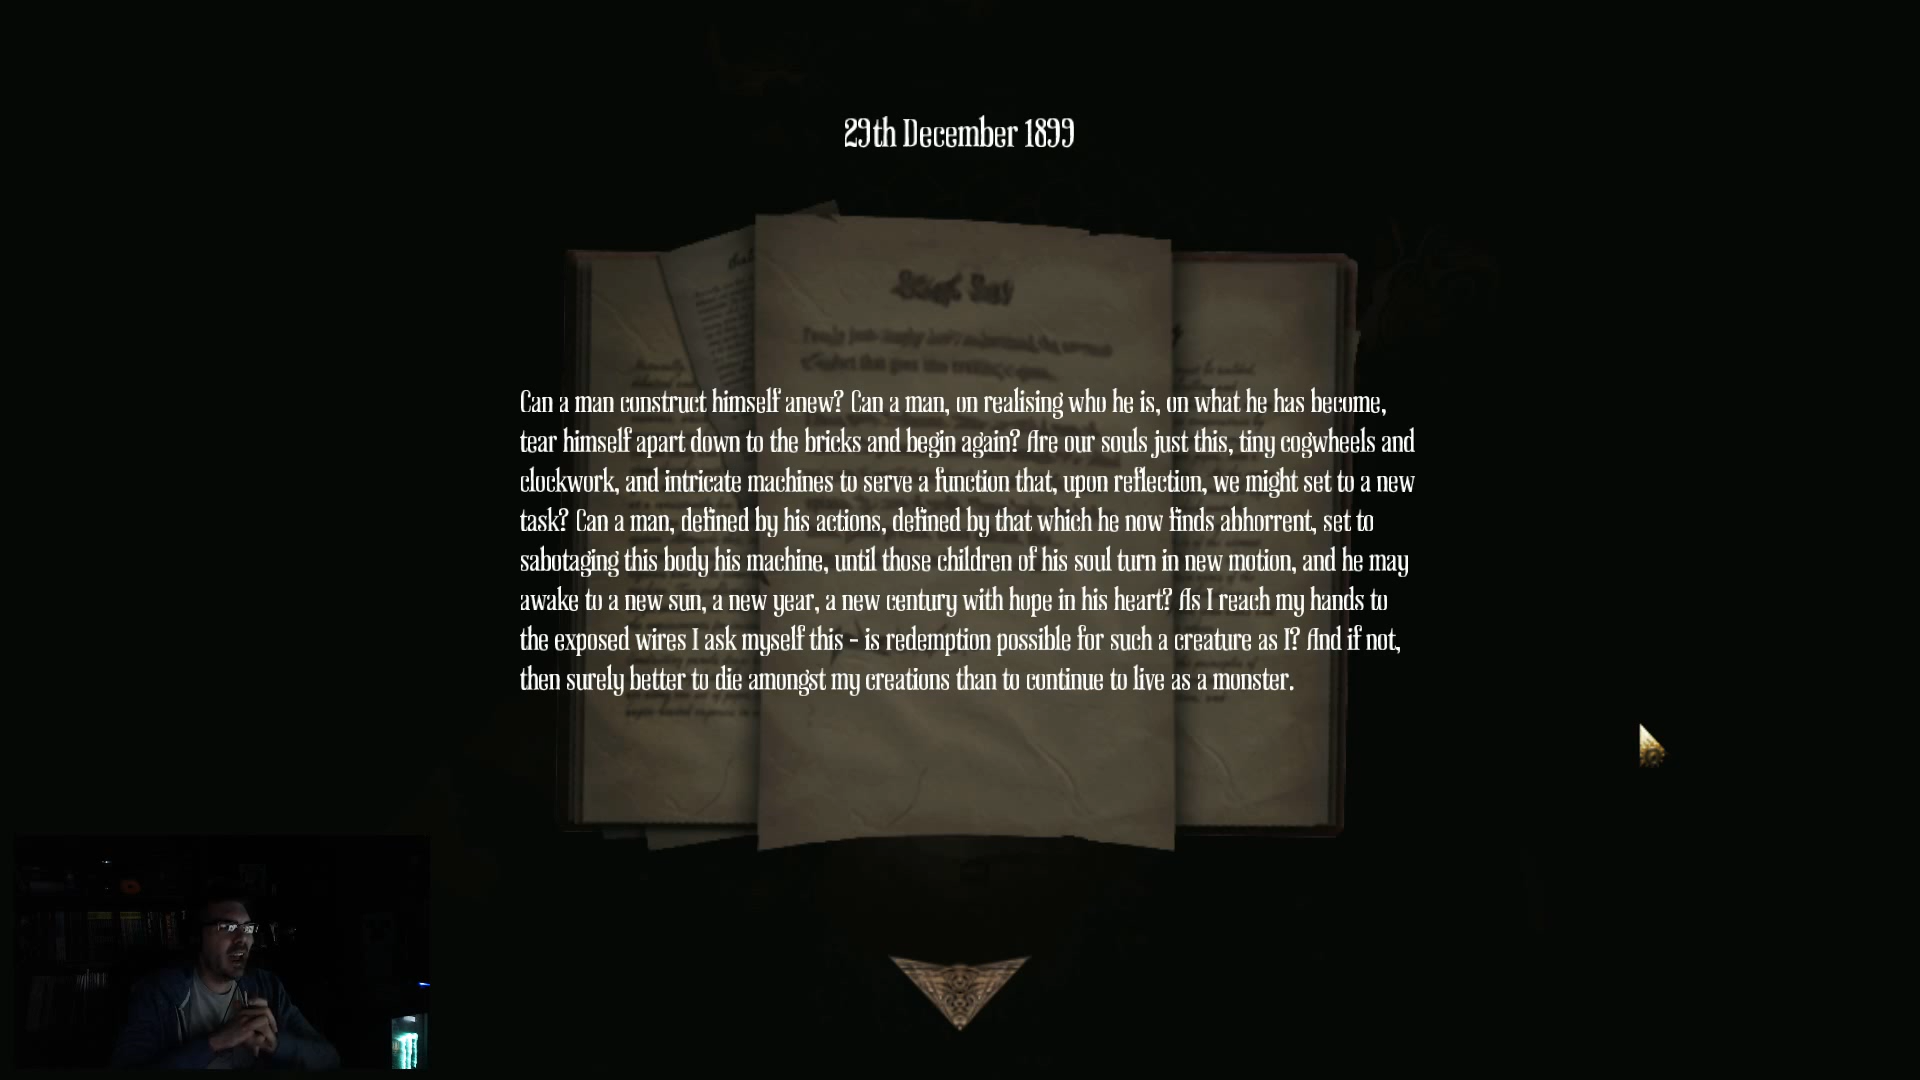 29th December 1899
Can a man construct himself anew? Can a man, on realising who he is, on what he has become,
tear himself apart down to the bricks and begin again? Are our souls just this, tiny cogwheels and
clockwork, and intricate machines to serve a function that, upon reflection, we might set to a new
task? Can a man, defined by his actions, defined by that which he now finds abhorrent, set to
sabotaging this body his machine, until those children of his soul turn in new motion, and he may
awake to a new sun, a new year, a new century with hope in his heart? As I reach my hands to
the exposed wires I ask myself this - is redemption possible for such a creature as I? And if not,
then surely better to die amongst my creations than to continue to live as a monster.